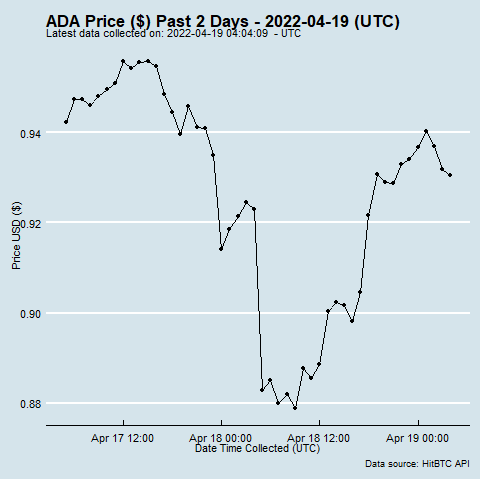 ADA Price ($) Past 2 Days - 2022-04-19 (UTC)
Latest data collected on: 2022-04-19 04:04:09  - UTC
Price USD ($)
0.94
0.92
0.90
0.88
Apr 17 12:00 Apr 18 00:00 Apr 18 12:00 Apr 19 00:00
Date Time Collected (UTC)
Data source: HitBTC API